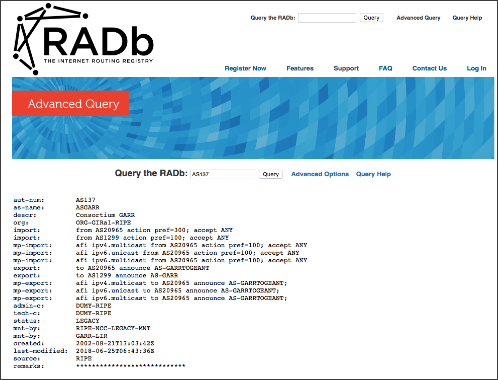 Query the RADb: Query Advanced Query Query Help
RADb
THE INTERNET ROUTING REGISTRY
Register Now Features Support FAQ Contact Us Log In
Advanced Query
Query the RADb: AS137 Query Advanced Options Query Help
aut-num: AS137
as-name: ASGARR
descr: Consortium GARR
org: ORG-GIRal-RIPE
import: from AS20965 action pref=300; accept ANY
import: from AS1299 action pref=100; accept ANY
mp-import: afi ipv4.multicast from AS20965 action pref=100; accept ANY
mp-import: afi ipv6.unicast from AS20965 action pref=100; accept ANY
mp-import: afi ipv6.multicast from AS20965 action pref=100; accept ANY
export: to AS20965 announce AS-GARRTOGEANT
export: to AS1299 announce AS-GARR
mp-export: afi ipv4.multicast to AS20965 announce AS-GARRTOGEANT;
mp-export: afi ipv6.unicast to AS20965 announce AS-GARRTOGEANT;
mp-export: afi ipv6.multicast to AS20965 announce AS-GARRTOGEANT;
admin-c: DUMY-RIPE
tech-c: DUMY-RIPE
status: LEGACY
mnt-by: RIPE-NCC-LEGACY-MNT
mnt-by: GARR-LIR
created: 2002-08-21T13:03:42Z
last-modified: 2018-06-25T08:43:36Z
source: RIPE
remarks: ****************************